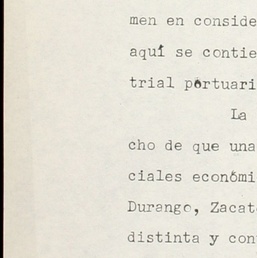 men en conside
aquí se contie
trial portuari
La
cho de que una
ciales económi
Durango, Zacat
distinta y con